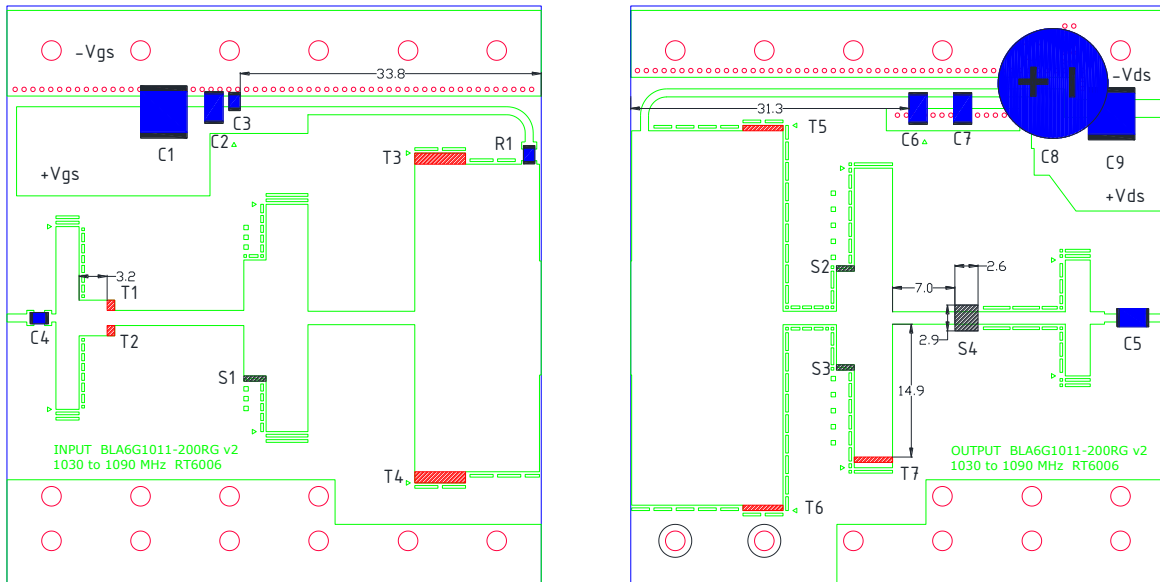 -Vgs
33.8
C1
C2
C3
R1
T3
+Vgs
3.2
T1
C4
T2
S1
T4
INPUT BLA6G1011-200RG v2
1030 to 1090 MHz RT6006
-Vds
31.3
T5
C6
C7
C8
C9
+Vds
S2
2.6
7.0
C5
2.9
S4
S3
14.9
T7
T6
OUTPUT BLA6G1011-200RG v2
1030 to 1090 MHz RT6006